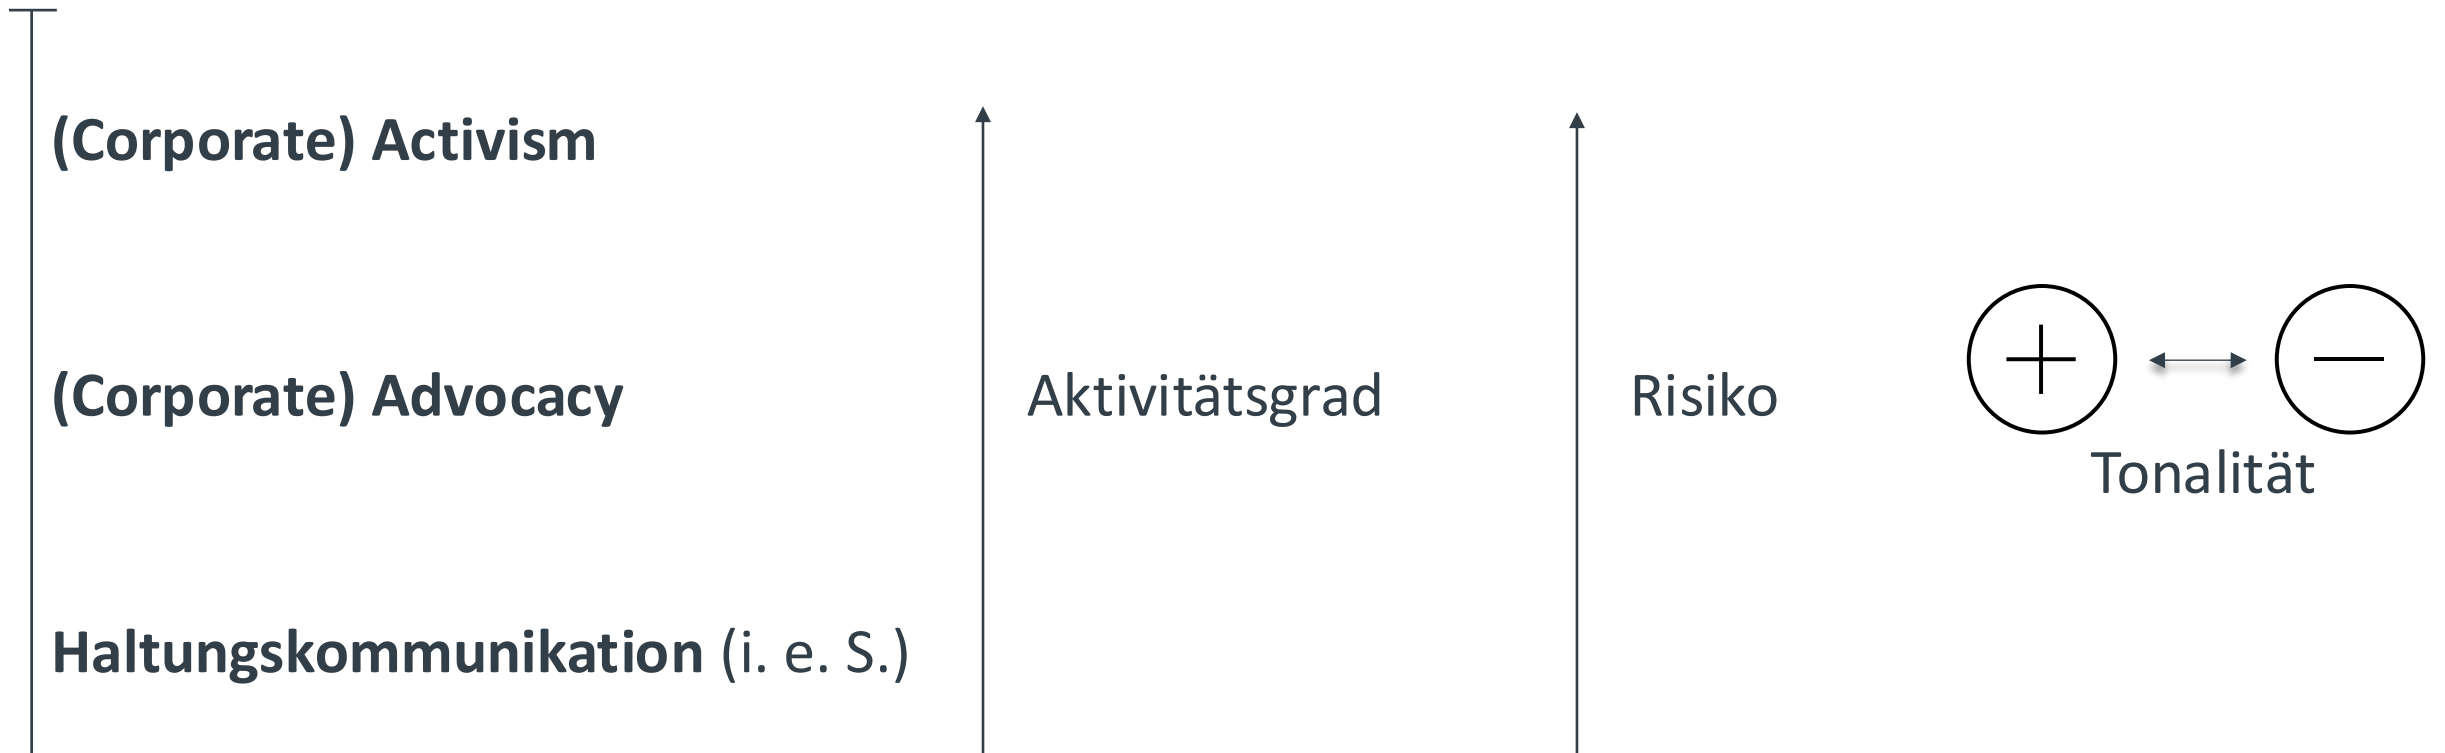 (Corporate) Activism
(Corporate) Advocacy
Aktivitätsgrad
Risiko
Tonalität
Haltungskommunikation (i. e. S.)